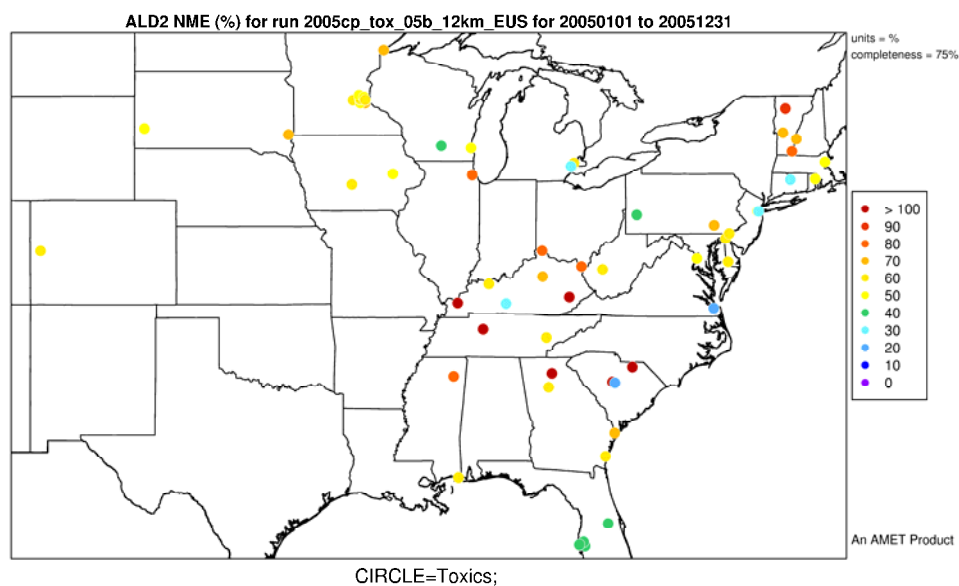 ALD2 NME (%) for run 2005cp_tox_05b_12km_EUS for 20050101 to 20051231
units = %
completeness = 75%
> 100
90
80
70
60
50
40
30
20
10
0
An AMET Product
CIRCLE=Toxics;